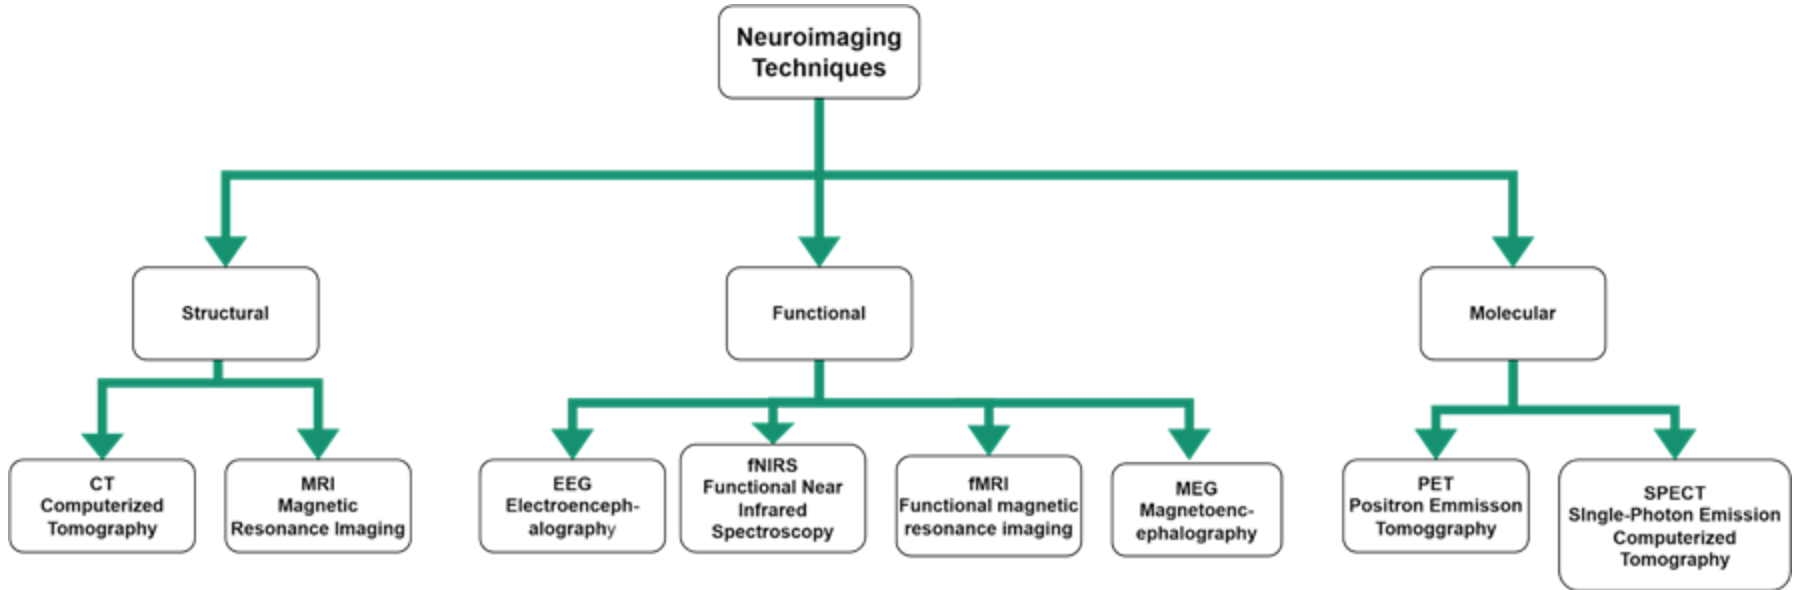 Neuroimaging
Techniques
Structural
Functional
Molecular
CT
Computerized
Tomography
MRI
Magnetic
Resonance Imaging
EEG
Electroenceph-
alography
fNIRS
Functional Near
Infrared
Spectroscopy
fMRI
Functional magnetic
resonance imaging
MEG
Magnetoenc-
ephalography
PET
Positron Emmisson
Tomoggraphy
SPECT
SIngle-Photon Emission
Computerized
Tomography